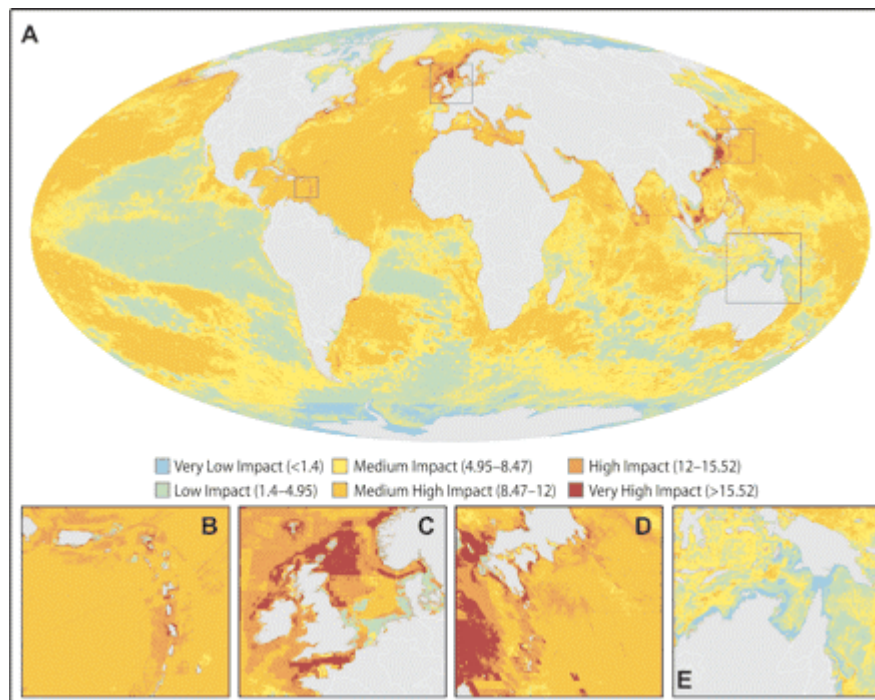 A
Very Low Impact (<1.4) Medium Impact (4.95–8.47) High Impact (12–15.52)
Low Impact (1.4–4.95) Medium High Impact (8.47–12) Very High Impact (>15.52)
B C D
E